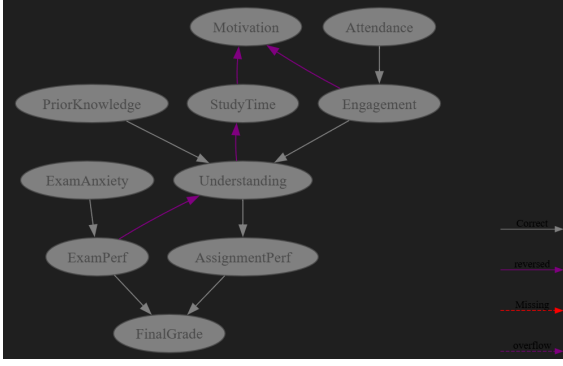 Motivation Attendance
PriorKnowledge StudyTime Engagement
ExamAnxiety Understanding
ExamPerf AssignmentPerf
FinalGrade
Correct
reversed
Missing
overflow